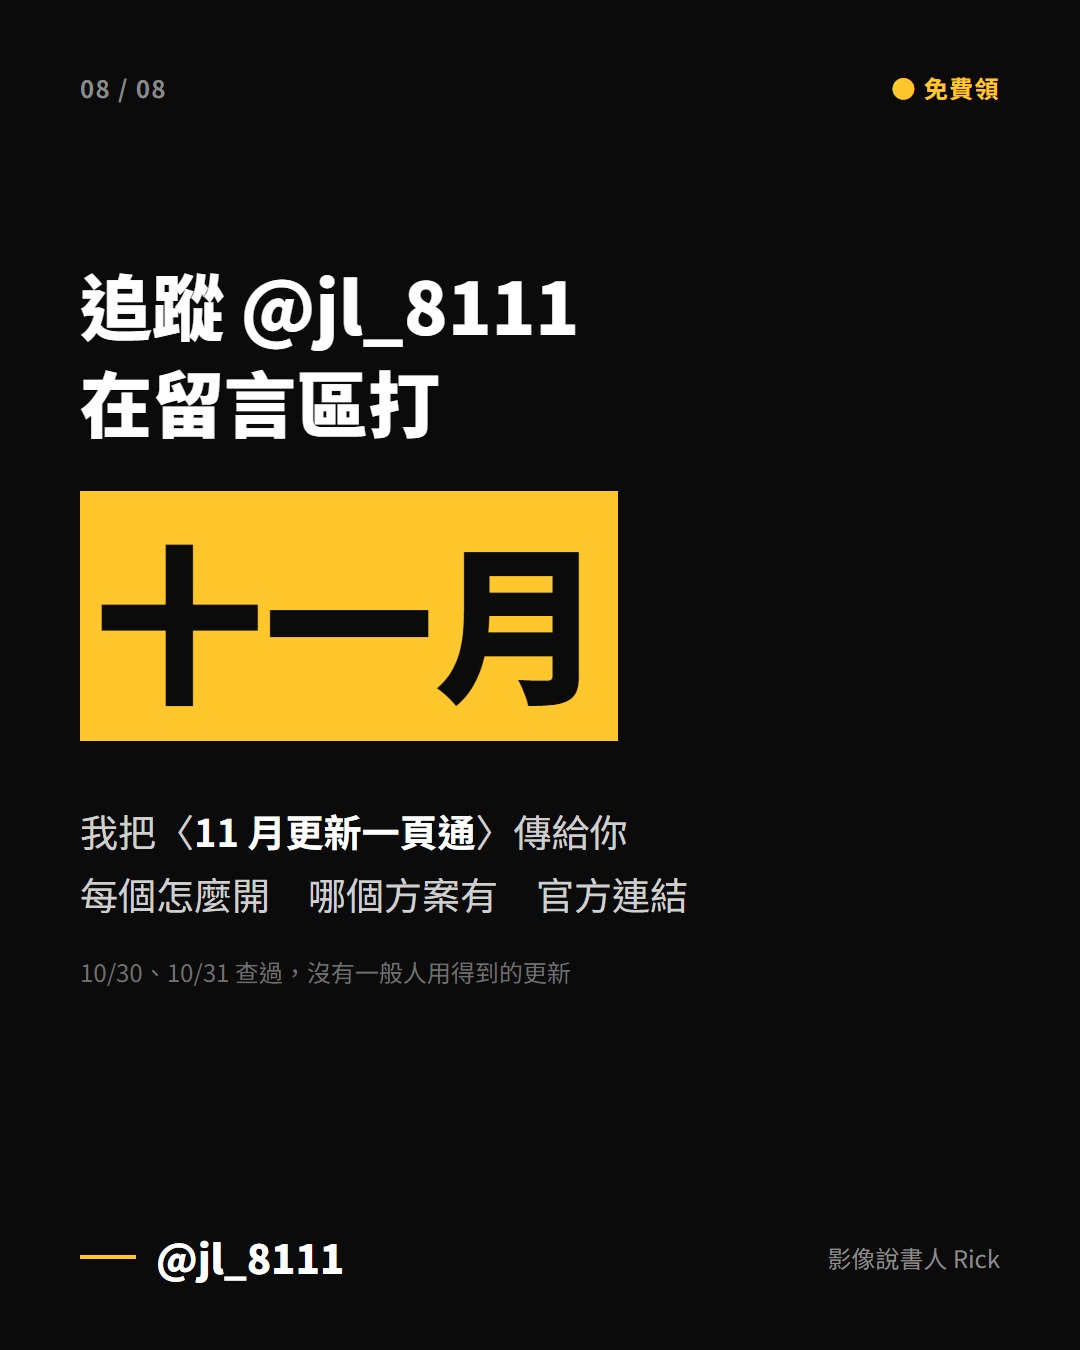 08 / 08
免費領
追蹤 @jl_8111
在留言區打
十一月
我把〈11 月更新一頁通〉傳給你
每個怎麼開　哪個方案有　官方連結
10/30、10/31 查過，沒有一般人用得到的更新
@jl_8111
影像說書人 Rick